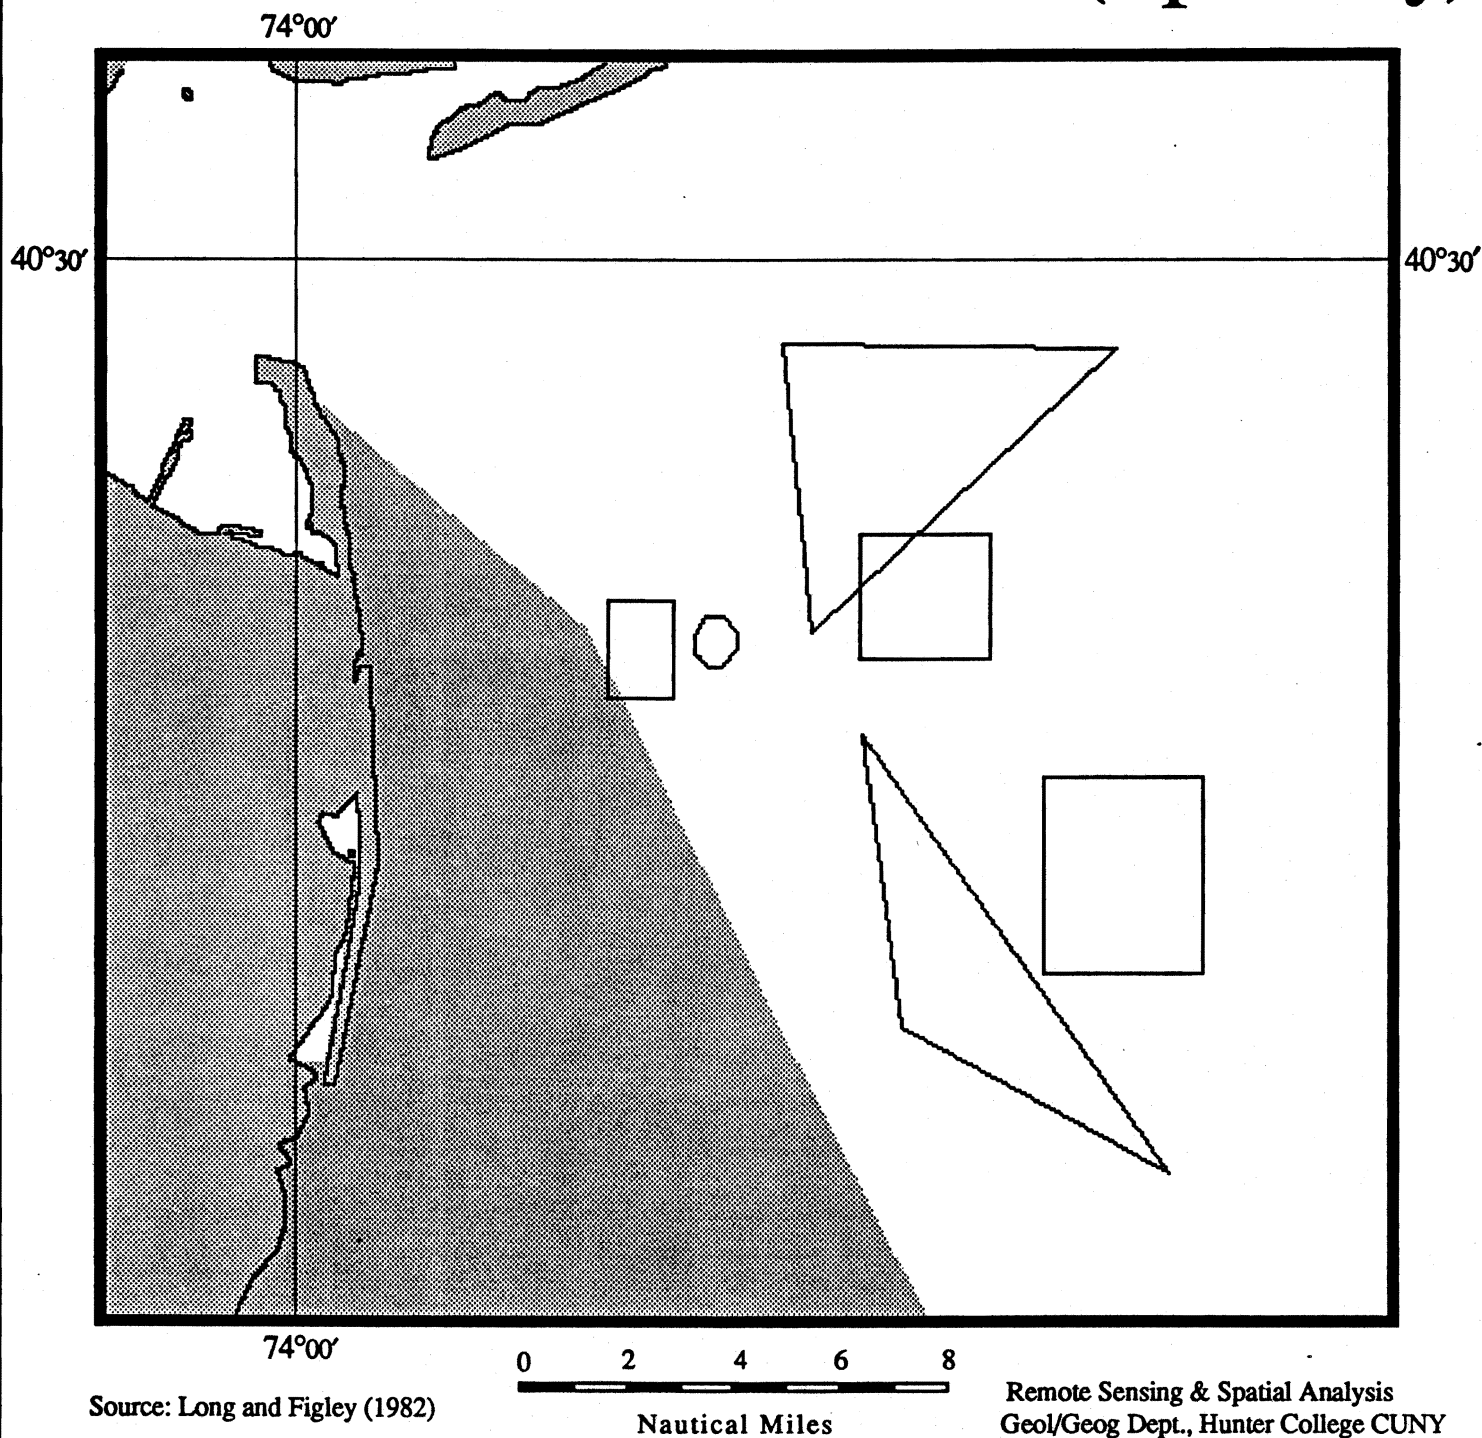 74°00′
40°30′ 40°30′
74°00′
0 2 4 6 8
Nautical Miles
Source: Long and Figley (1982)
Remote Sensing & Spatial Analysis
Geol/Geog Dept., Hunter College CUNY